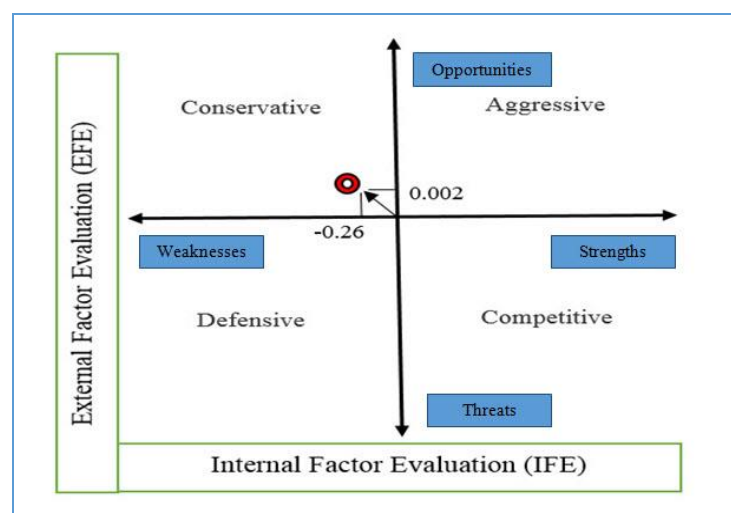 Opportunities
Conservative
Aggressive
0.002
-0.26
Weaknesses
Strengths
Defensive
Competitive
Threats
External Factor Evaluation (EFE)
Internal Factor Evaluation (IFE)